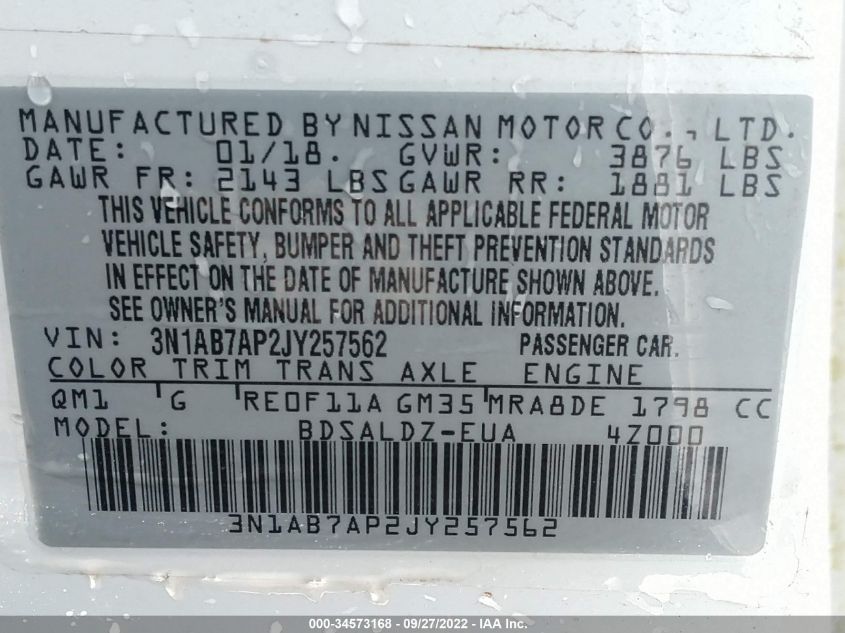 MANUFACTURED BY NISSAN MOTOR CO., LTD.
DATE: 01/18. GVWR: 3876 LBS
GAWR FR: 2143 LBS GAWR RR: 1881 LBS
THIS VEHICLE CONFORMS TO ALL APPLICABLE FEDERAL MOTOR
VEHICLE SAFETY, BUMPER AND THEFT PREVENTION STANDARDS
IN EFFECT ON THE DATE OF MANUFACTURE SHOWN ABOVE.
SEE OWNER'S MANUAL FOR ADDITIONAL INFORMATION.
VIN: 3N1AB7AP2JY257562 PASSENGER CAR.
COLOR TRIM TRANS AXLE ENGINE
QM1 G RE0F11A GM35 MRA8DE 1798 CC
MODEL: BDSALDZ-EUA 4Z000
3N1AB7AP2JY257562
000-34573168 - 09/27/2022 - IAA Inc.